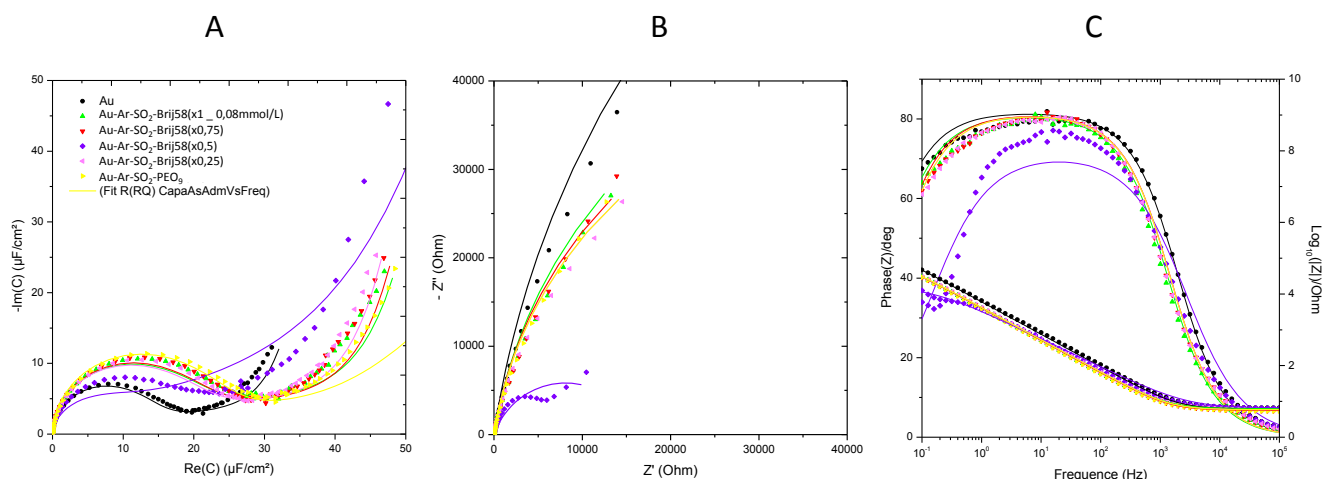 A
B
C
50
40
30
20
10
0
0
10
20
30
40
50
-Im(C) (µF/cm²)
Re(C) (µF/cm²)
Au
Au-Ar-SO₂-Brij58(x1 _ 0,08mmol/L)
Au-Ar-SO₂-Brij58(x0,75)
Au-Ar-SO₂-Brij58(x0,5)
Au-Ar-SO₂-Brij58(x0,25)
Au-Ar-SO₂-PEO₉
(Fit R(RQ) CapaAsAdmVsFreq)
40000
30000
20000
10000
0
0
10000
20000
30000
40000
- Z'' (Ohm)
Z' (Ohm)
80
60
40
20
0
10⁻¹
10⁰
10¹
10²
10³
10⁴
10⁵
10
8
6
4
2
0
Phase(Z)/deg
Frequence (Hz)
Log₁₀(|Z|)/Ohm